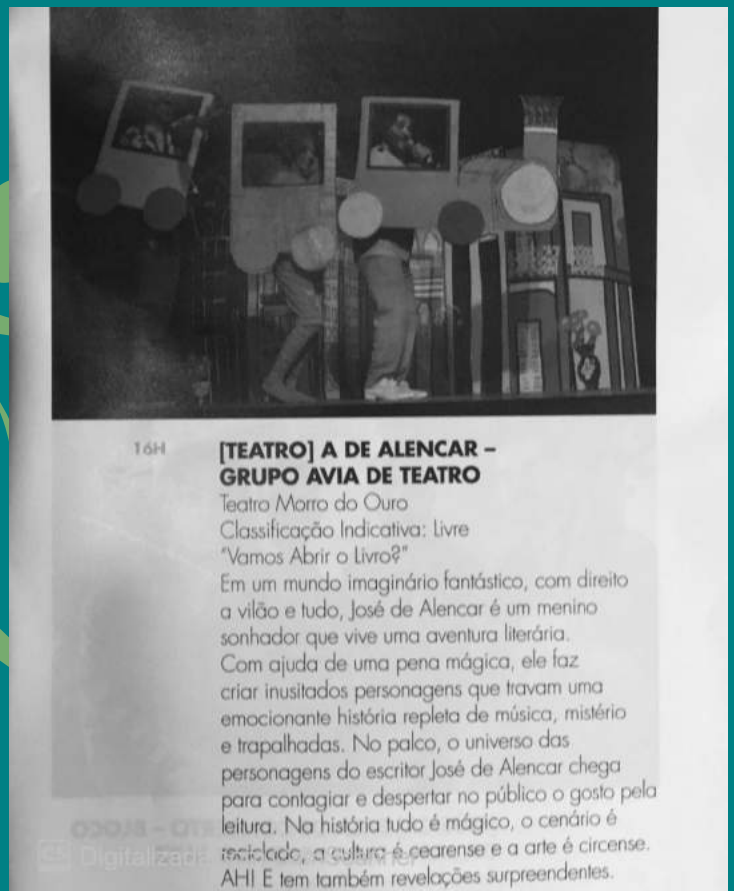 16H
[TEATRO] A DE ALENCAR –
GRUPO AVIA DE TEATRO
Teatro Morro do Ouro
Classificação Indicativa: Livre
"Vamos Abrir o Livro?"
Em um mundo imaginário fantástico, com direito
a vilão e tudo, José de Alencar é um menino
sonhador que vive uma aventura literária.
Com ajuda de uma pena mágica, ele faz
criar inusitados personagens que travam uma
emocionante história repleta de música, mistério
e trapalhadas. No palco, o universo das
personagens do escritor José de Alencar chega
para contagiar e despertar no público o gosto pela
leitura. Na história tudo é mágico, o cenário é
reciclado, a cultura é cearense e a arte é circense.
AH! E tem também revelações surpreendentes.
CS Digitalizada